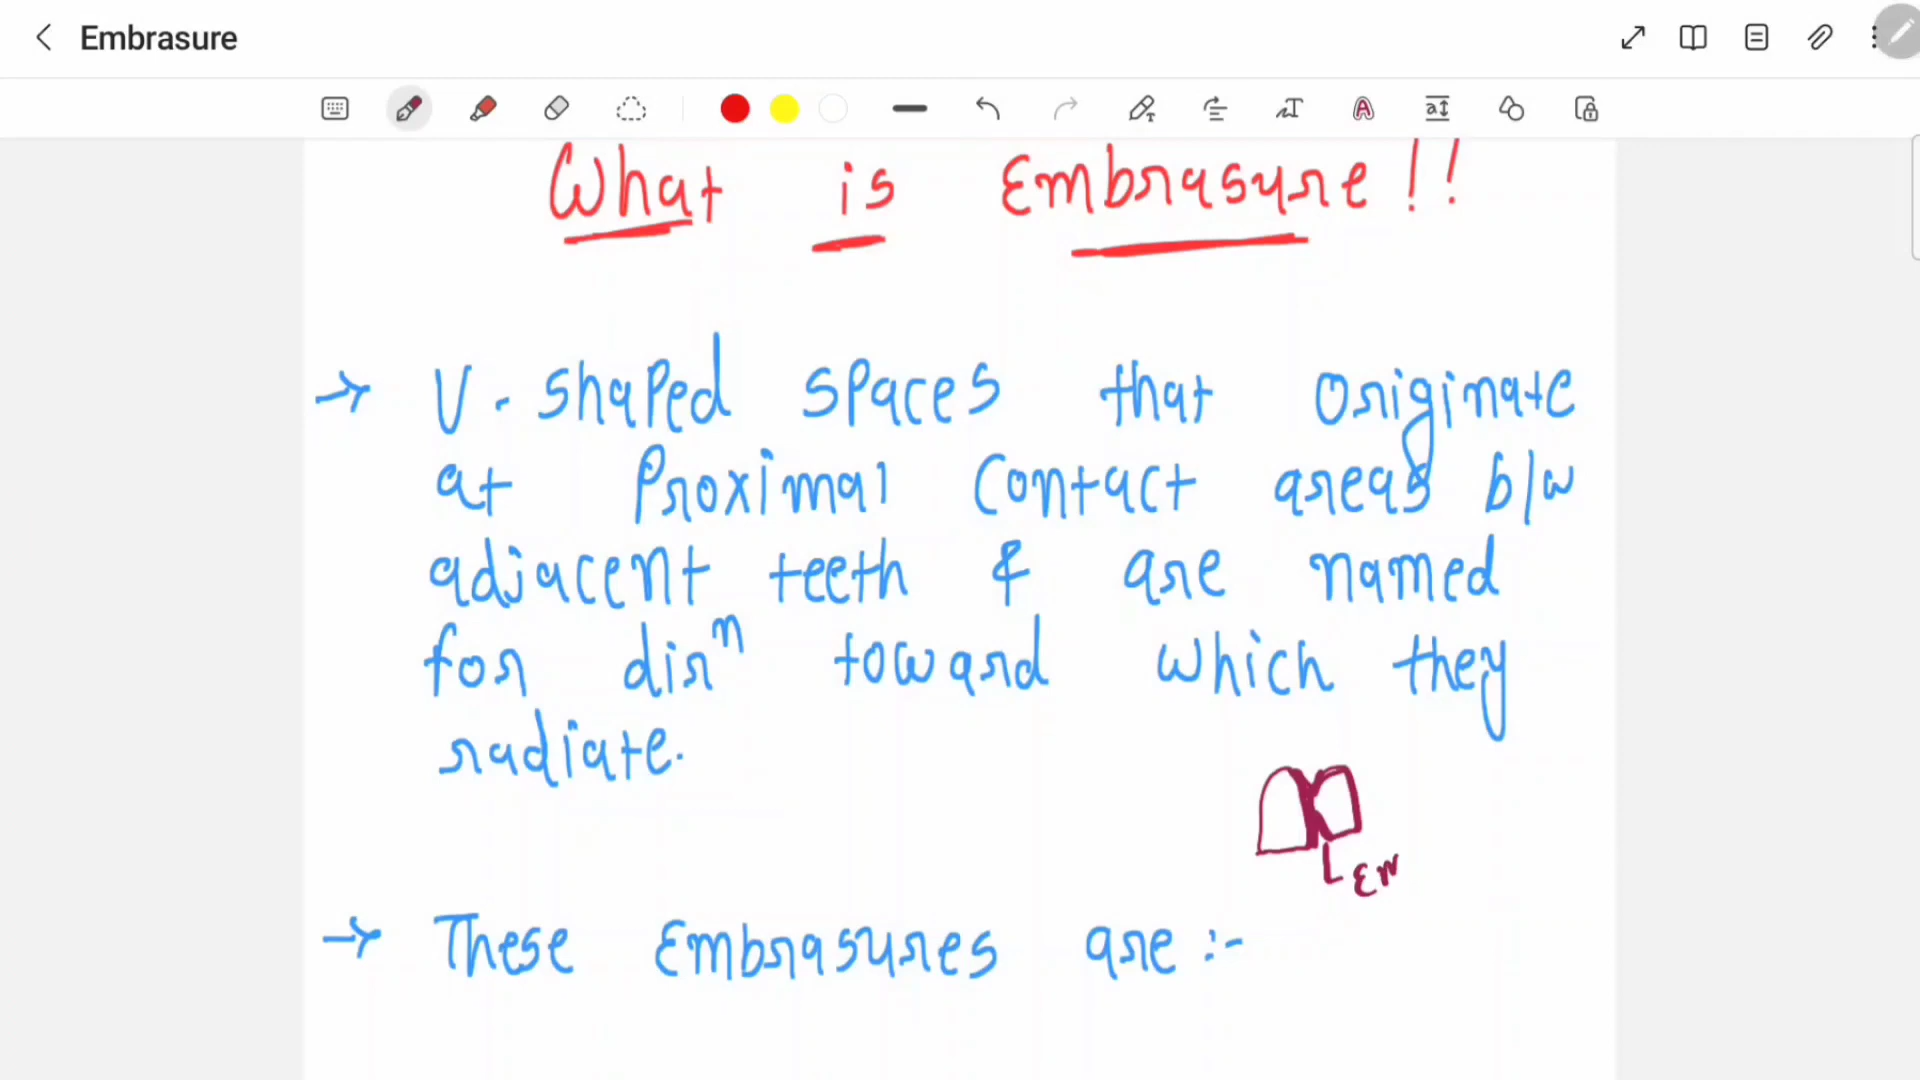 Embrasure
What is Embrasure!!
→ V-shaped spaces that originate
at Proximal Contact areas b/w
adjacent teeth & are named
for dirⁿ toward which they
radiate.
Em
→ These Embrasures are :-